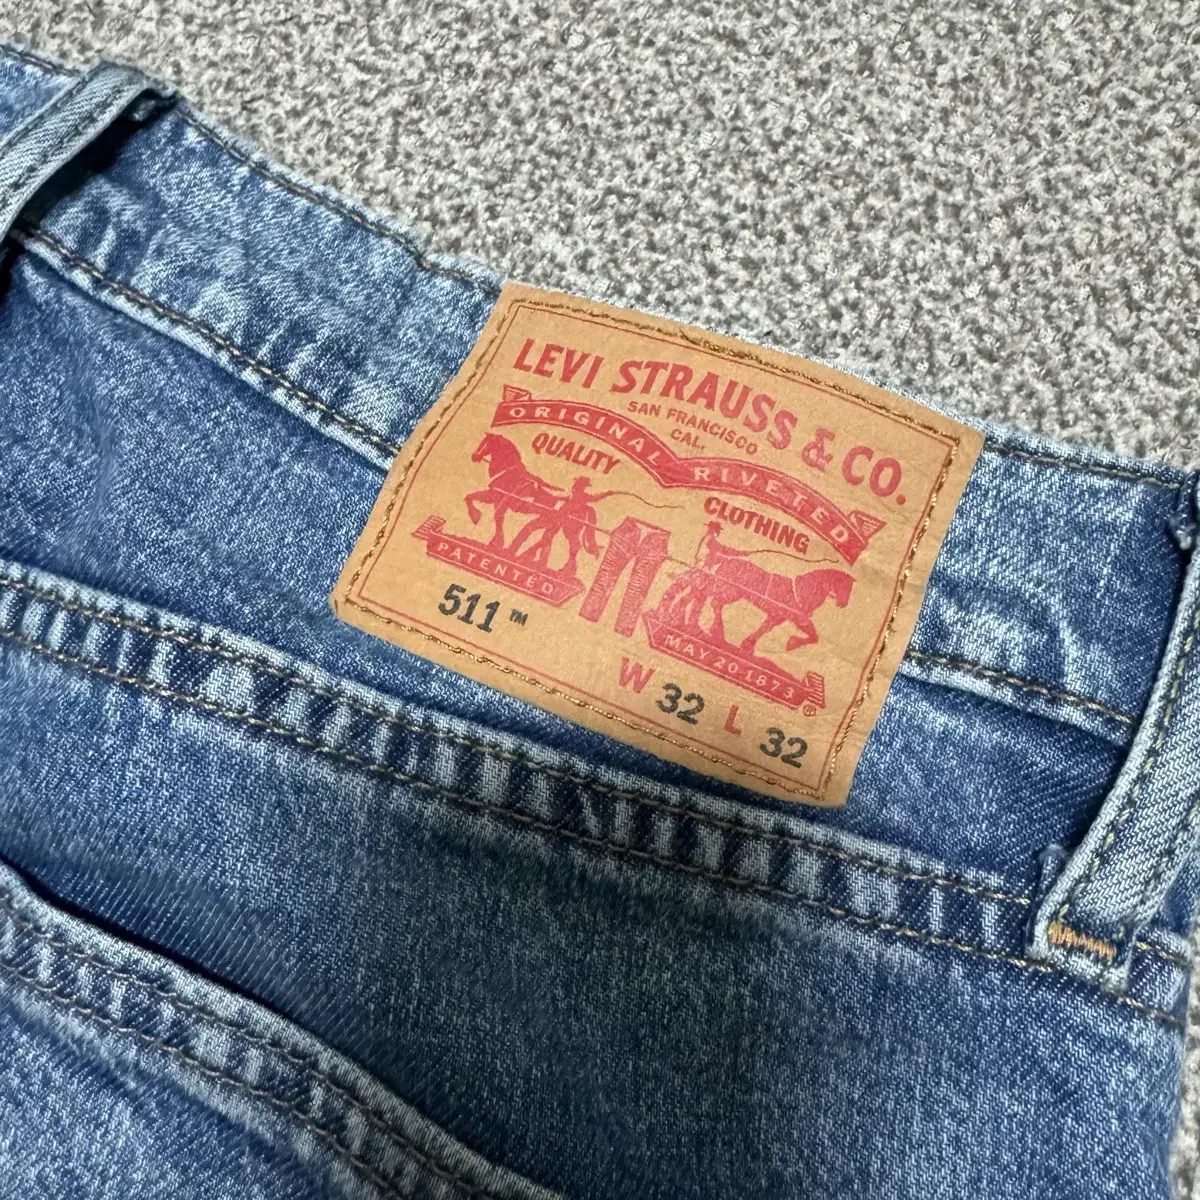 LEVI STRAUSS & CO.
SAN FRANCISCO
CAL.
ORIGINAL RIVETED
QUALITY
CLOTHING
PATENTED
MAY 20 1873
®
511™
W 32 L 32